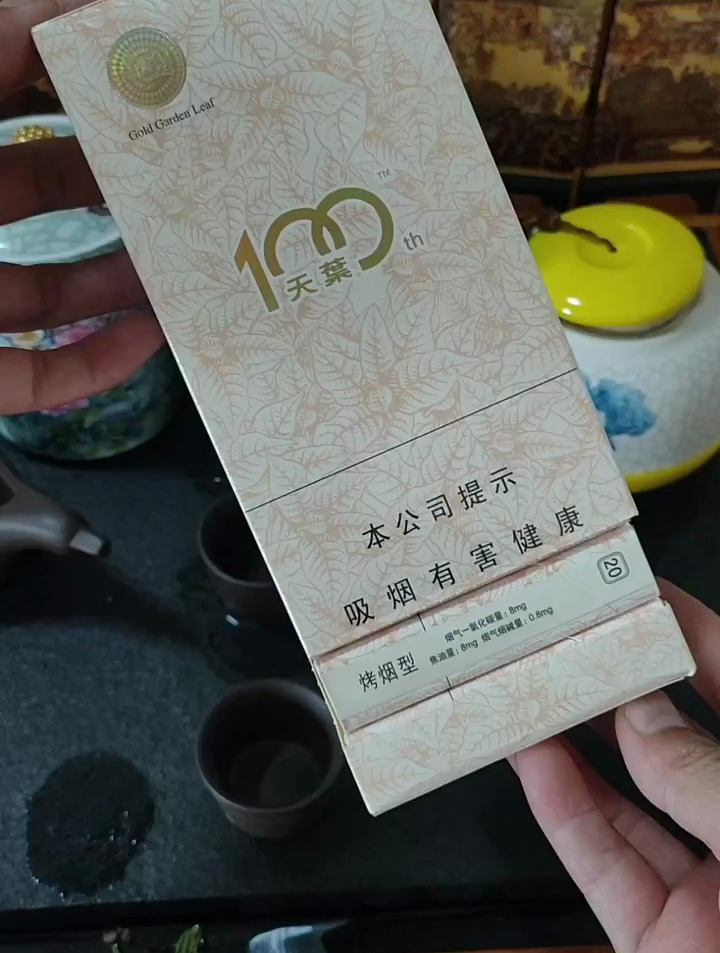 Gold Garden Leaf
100
TM
th
天葉
本公司提示
吸烟有害健康
20
烤烟型
烟气一氧化碳量：8mg
焦油量：8mg 烟气烟碱量：0.8mg